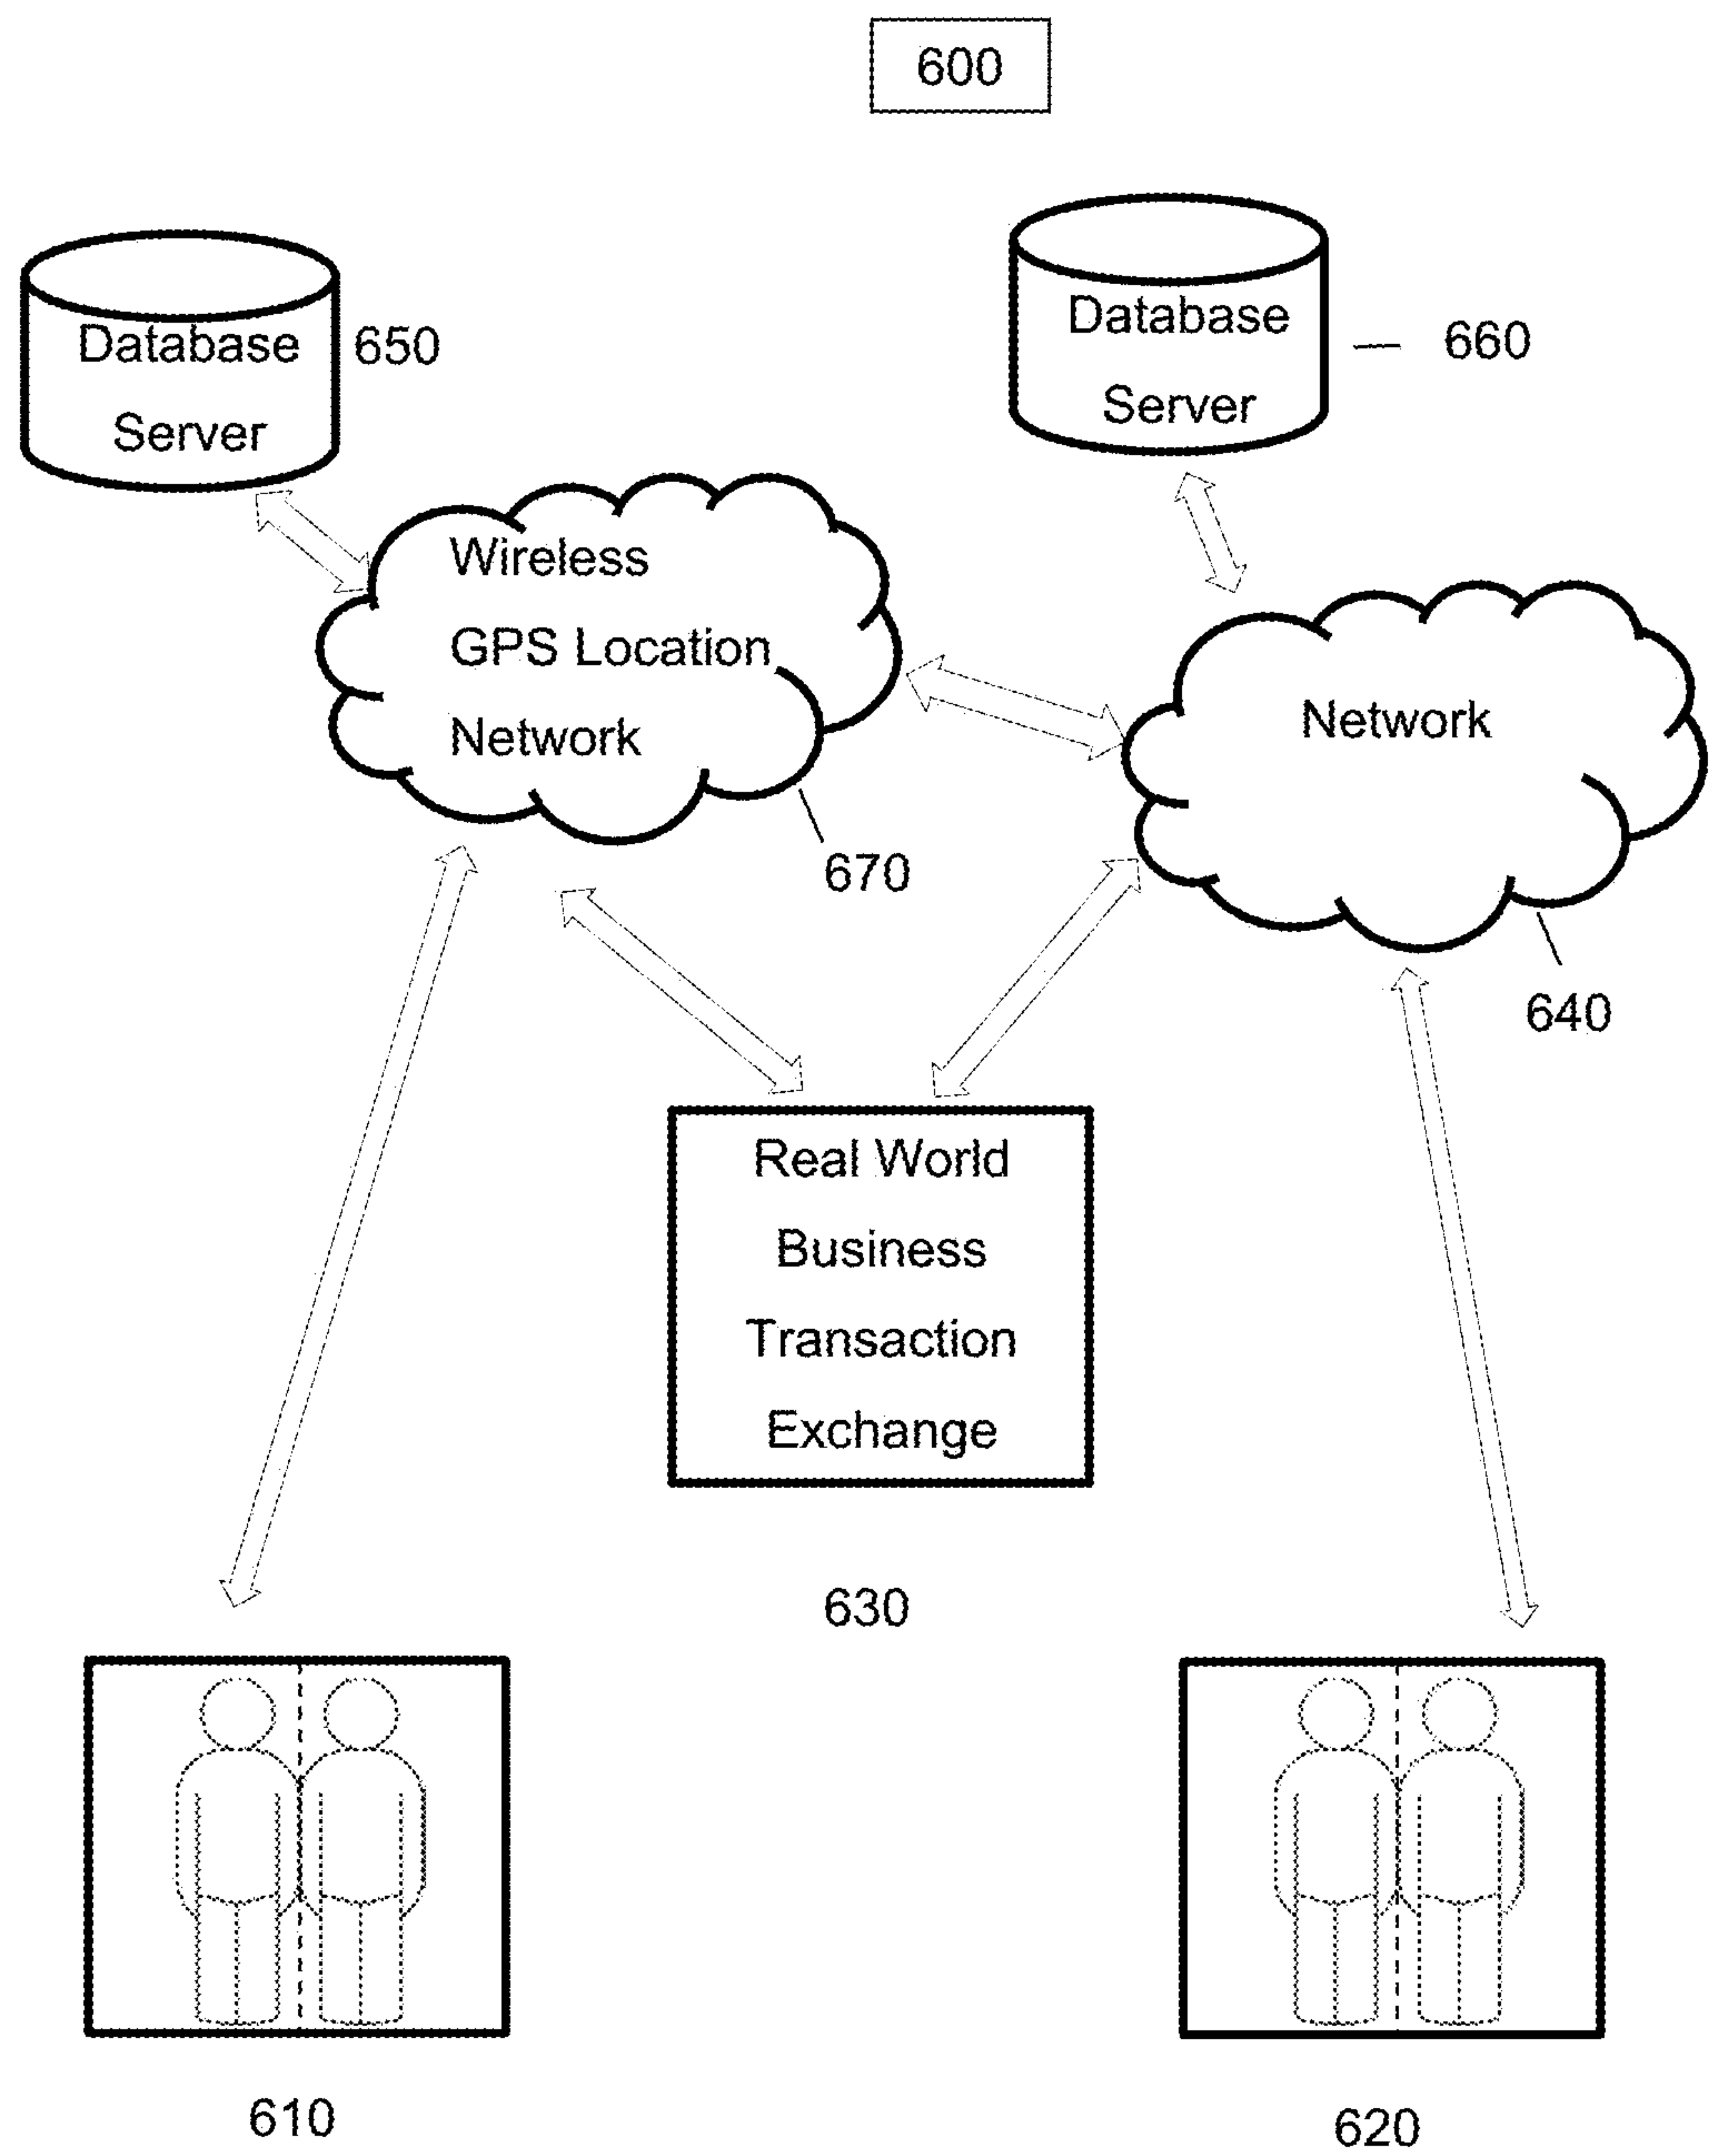 600
Database
Server
650
Database
Server
660
Wireless
GPS Location
Network
670
Network
640
Real World
Business
Transaction
Exchange
630
610
620